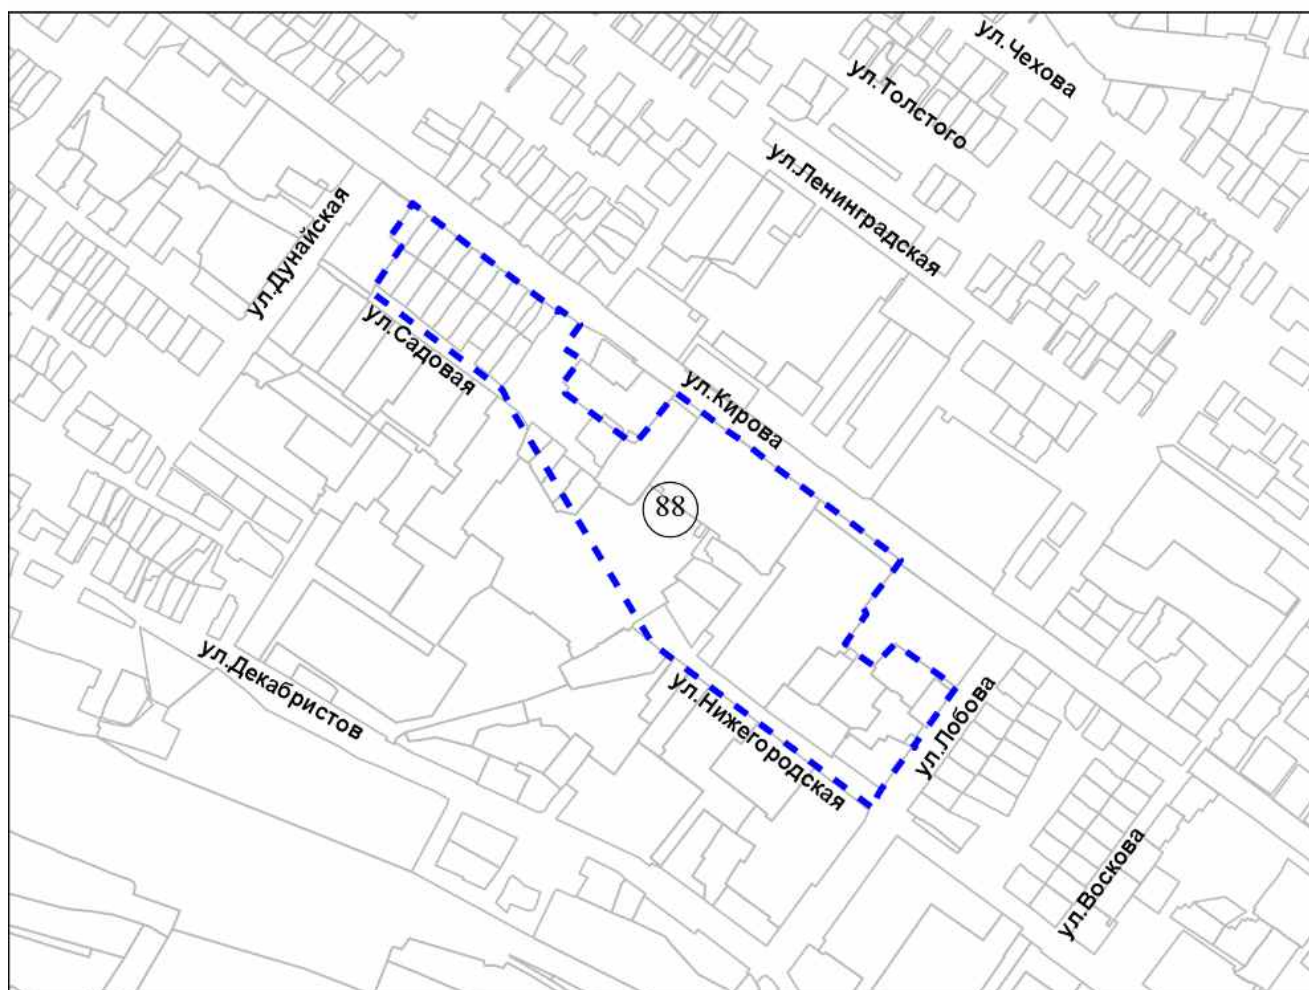 ул.Чехова
ул.Толстого
ул.Ленинградская
ул.Дунайская
ул.Садовая
ул.Кирова
88
ул.Декабристов
ул.Нижегородская
ул.Лобова
ул.Воскова